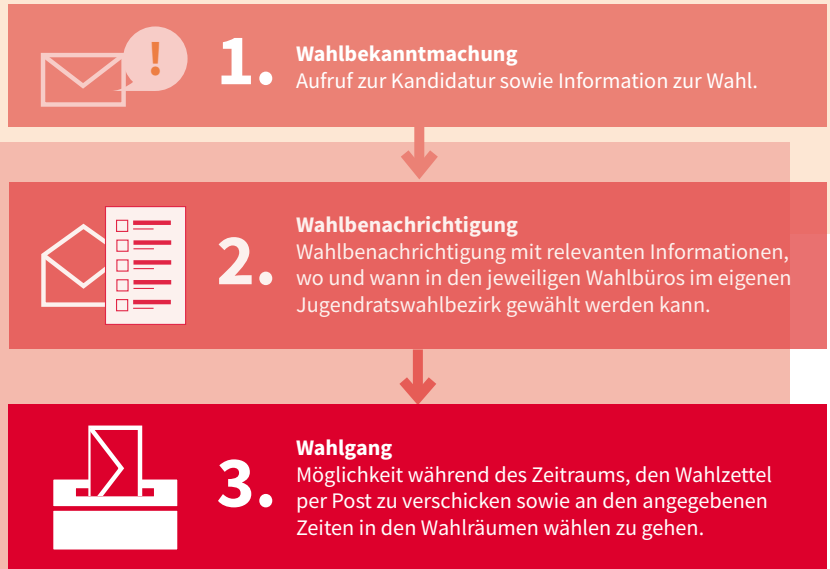 !
1.
Wahlbekanntmachung
Aufruf zur Kandidatur sowie Information zur Wahl.
2.
Wahlbenachrichtigung
Wahlbenachrichtigung mit relevanten Informationen,
wo und wann in den jeweiligen Wahlbüros im eigenen
Jugendratswahlbezirk gewählt werden kann.
3.
Wahlgang
Möglichkeit während des Zeitraums, den Wahlzettel
per Post zu verschicken sowie an den angegebenen
Zeiten in den Wahlräumen wählen zu gehen.